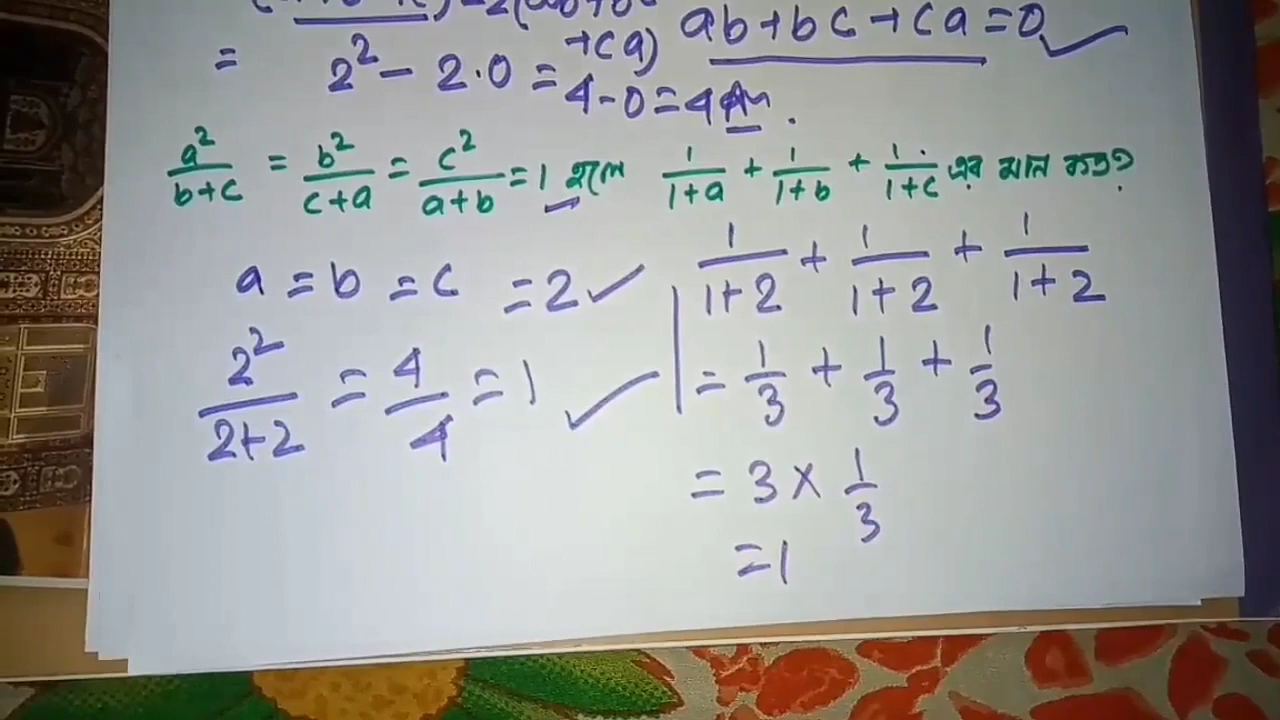 = 2² - 2·0 = 4-0=4 Ans.
+ca) ab+bc+ca=0
a²/b+c = b²/c+a = c²/a+b = 1 হলে 1/1+a + 1/1+b + 1/1+c এর মান কত?
a = b = c = 2
2²/2+2 = 4/4 = 1
1/1+2 + 1/1+2 + 1/1+2
= 1/3 + 1/3 + 1/3
= 3 × 1/3
=1